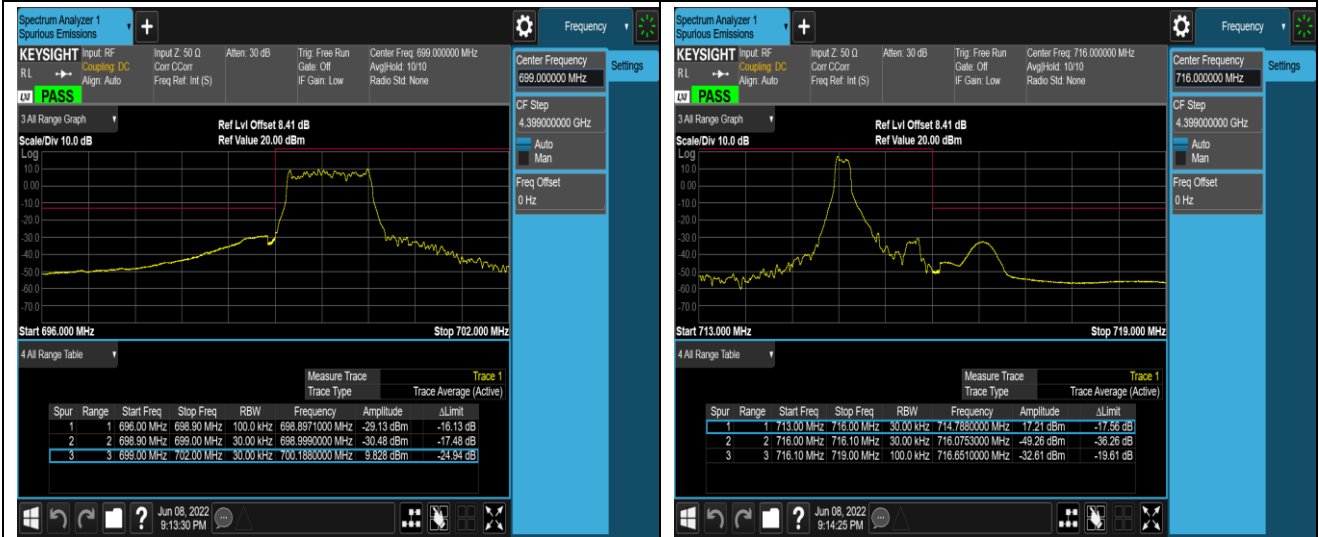 Spectrum Analyzer 1
Spurious Emissions
+
Frequency
KEYSIGHT Input: RF Input Z: 50 Ω Atten: 30 dB Trig: Free Run Center Freq: 699.000000 MHz
Coupling: DC Corr CCorr Gate: Off Avg|Hold: 10/10
R L Align: Auto Freq Ref: Int (S) IF Gain: Low Radio Std: None
PASS
Center Frequency
699.000000 MHz
Settings
CF Step
4.399000000 GHz
Auto
Man
Freq Offset
0 Hz
3 All Range Graph
Ref Lvl Offset 8.41 dB
Scale/Div 10.0 dB Ref Value 20.00 dBm
Log
10.0
0.00
-10.0
-20.0
-30.0
-40.0
-50.0
-60.0
-70.0
Start 696.000 MHz Stop 702.000 MHz
4 All Range Table
Measure Trace Trace 1
Trace Type Trace Average (Active)
Spur Range Start Freq Stop Freq RBW Frequency Amplitude ΔLimit
1 1 696.00 MHz 698.90 MHz 100.0 kHz 698.8971000 MHz -29.13 dBm -16.13 dB
2 2 698.90 MHz 699.00 MHz 30.00 kHz 698.9990000 MHz -30.48 dBm -17.48 dB
3 3 699.00 MHz 702.00 MHz 30.00 kHz 700.1880000 MHz 9.828 dBm -24.94 dB
?
Jun 08, 2022
9:13:30 PM
Spectrum Analyzer 1
Spurious Emissions
+
Frequency
KEYSIGHT Input: RF Input Z: 50 Ω Atten: 30 dB Trig: Free Run Center Freq: 716.000000 MHz
Coupling: DC Corr CCorr Gate: Off Avg|Hold: 10/10
R L Align: Auto Freq Ref: Int (S) IF Gain: Low Radio Std: None
PASS
Center Frequency
716.000000 MHz
Settings
CF Step
4.399000000 GHz
Auto
Man
Freq Offset
0 Hz
3 All Range Graph
Ref Lvl Offset 8.41 dB
Scale/Div 10.0 dB Ref Value 20.00 dBm
Log
10.0
0.00
-10.0
-20.0
-30.0
-40.0
-50.0
-60.0
-70.0
Start 713.000 MHz Stop 719.000 MHz
4 All Range Table
Measure Trace Trace 1
Trace Type Trace Average (Active)
Spur Range Start Freq Stop Freq RBW Frequency Amplitude ΔLimit
1 1 713.00 MHz 716.00 MHz 30.00 kHz 714.7880000 MHz 17.21 dBm -17.56 dB
2 2 716.00 MHz 716.10 MHz 30.00 kHz 716.0753000 MHz -49.26 dBm -36.26 dB
3 3 716.10 MHz 719.00 MHz 100.0 kHz 716.6510000 MHz -32.61 dBm -19.61 dB
?
Jun 08, 2022
9:14:25 PM